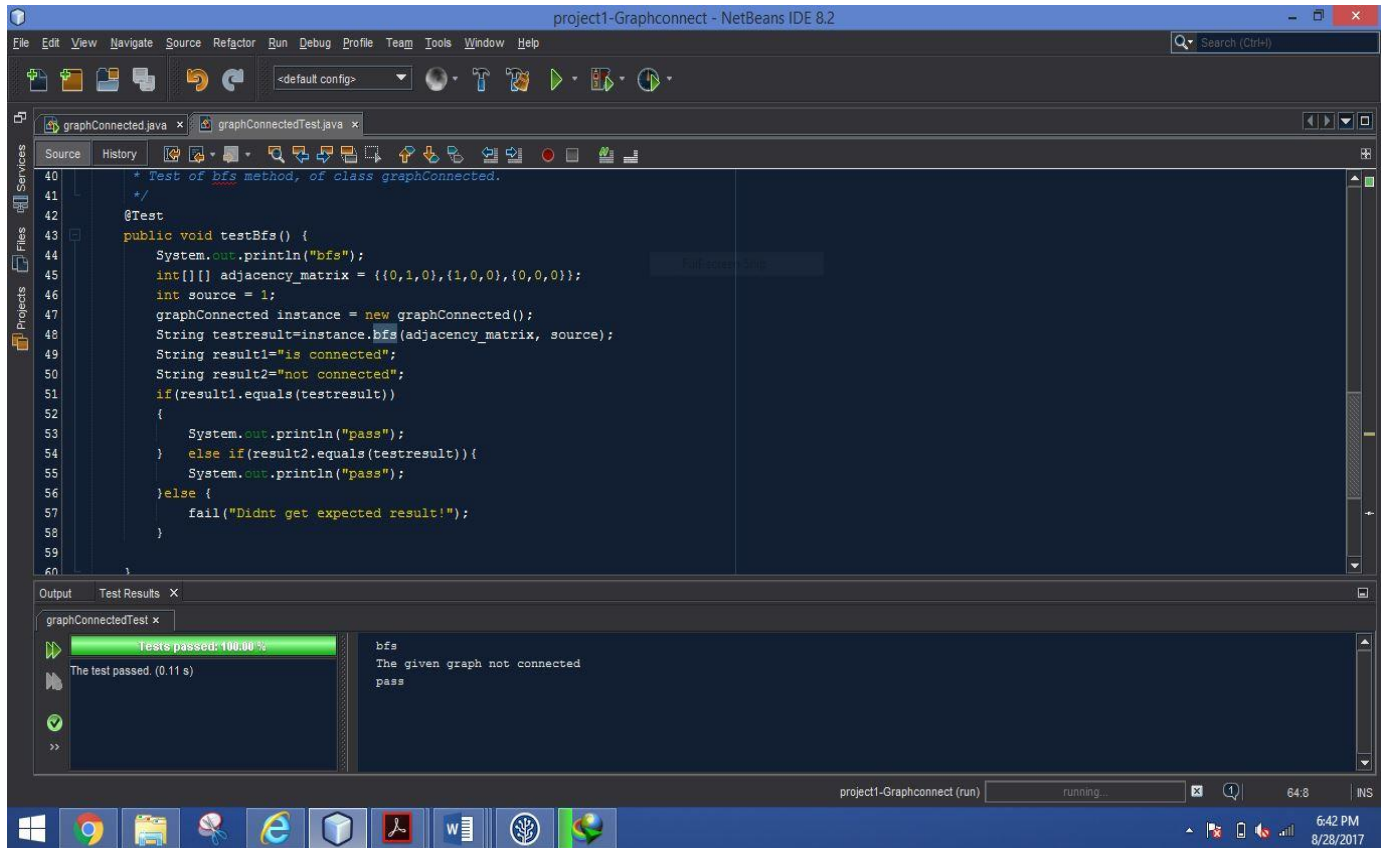 project1-Graphconnect - NetBeans IDE 8.2
File Edit View Navigate Source Refactor Run Debug Profile Team Tools Window Help
Search (Ctrl+I)
<default config>
graphConnected.java
graphConnectedTest.java
Source History
Services
Files
Projects
40 * Test of bfs method, of class graphConnected.
41 */
42 @Test
43 public void testBfs() {
44 System.out.println("bfs");
45 int[][] adjacency_matrix = {{0,1,0},{1,0,0},{0,0,0}};
46 int source = 1;
47 graphConnected instance = new graphConnected();
48 String testresult=instance.bfs(adjacency_matrix, source);
49 String result1="is connected";
50 String result2="not connected";
51 if(result1.equals(testresult))
52 {
53 System.out.println("pass");
54 } else if(result2.equals(testresult)){
55 System.out.println("pass");
56 }else {
57 fail("Didnt get expected result!");
58 }
59
60 }
Output Test Results
graphConnectedTest
Tests passed: 100.00 %
The test passed. (0.11 s)
bfs
The given graph not connected
pass
project1-Graphconnect (run) running... 1 64:8 INS
6:42 PM
8/28/2017